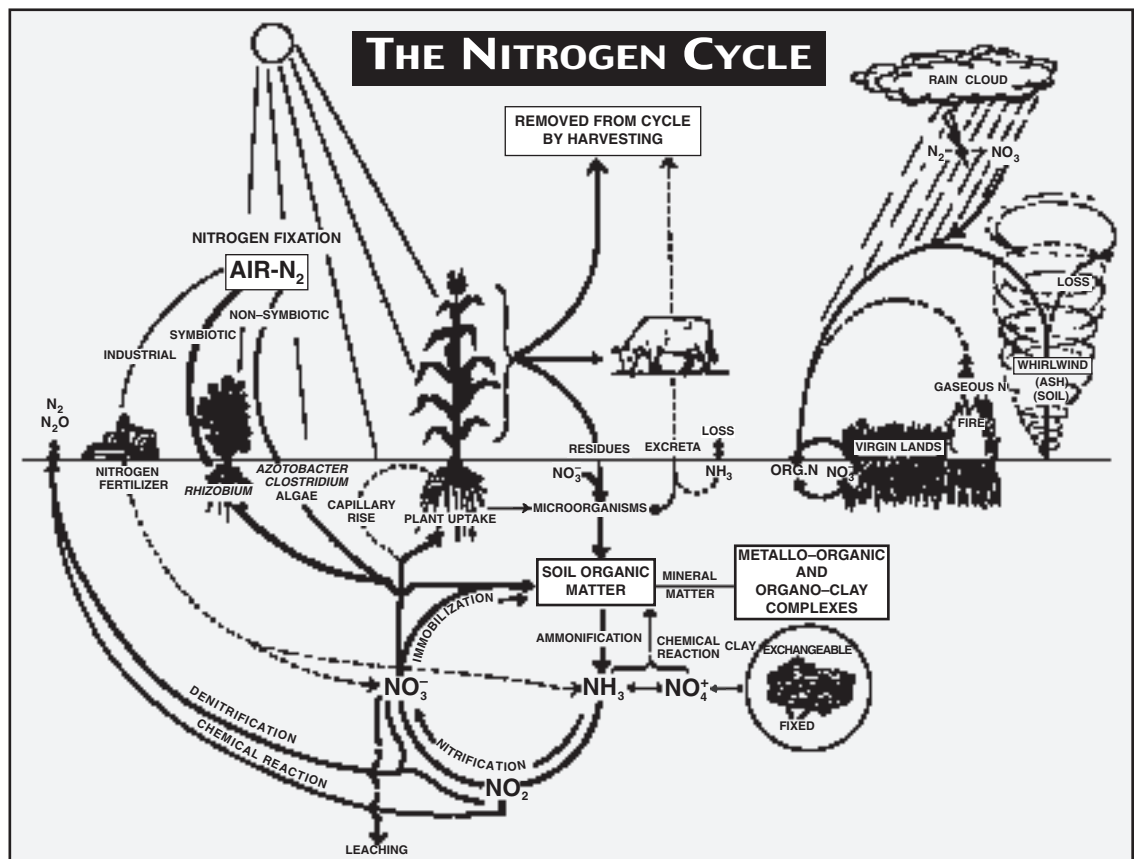 THE NITROGEN CYCLE
RAIN CLOUD
REMOVED FROM CYCLE
BY HARVESTING
N₂
NO₃
NITROGEN FIXATION
AIR-N₂
NON–SYMBIOTIC
SYMBIOTIC
INDUSTRIAL
LOSS
WHIRLWIND
(ASH)
(SOIL)
GASEOUS N
FIRE
VIRGIN LANDS
N₂
N₂O
NITROGEN
FERTILIZER
RHIZOBIUM
AZOTOBACTER
CLOSTRIDIUM
ALGAE
CAPILLARY
RISE
PLANT UPTAKE
RESIDUES
EXCRETA
LOSS
NH₃
NO₃⁻
MICROORGANISMS
ORG.N
NO₃⁻
SOIL ORGANIC
MATTER
MINERAL
MATTER
METALLO–ORGANIC
AND
ORGANO–CLAY
COMPLEXES
IMMOBILIZATION
AMMONIFICATION
CHEMICAL
REACTION
CLAY
EXCHANGEABLE
FIXED
NO₃⁻
NH₃
NO₄⁺
DENITRIFICATION
CHEMICAL REACTION
NITRIFICATION
NO₂
LEACHING